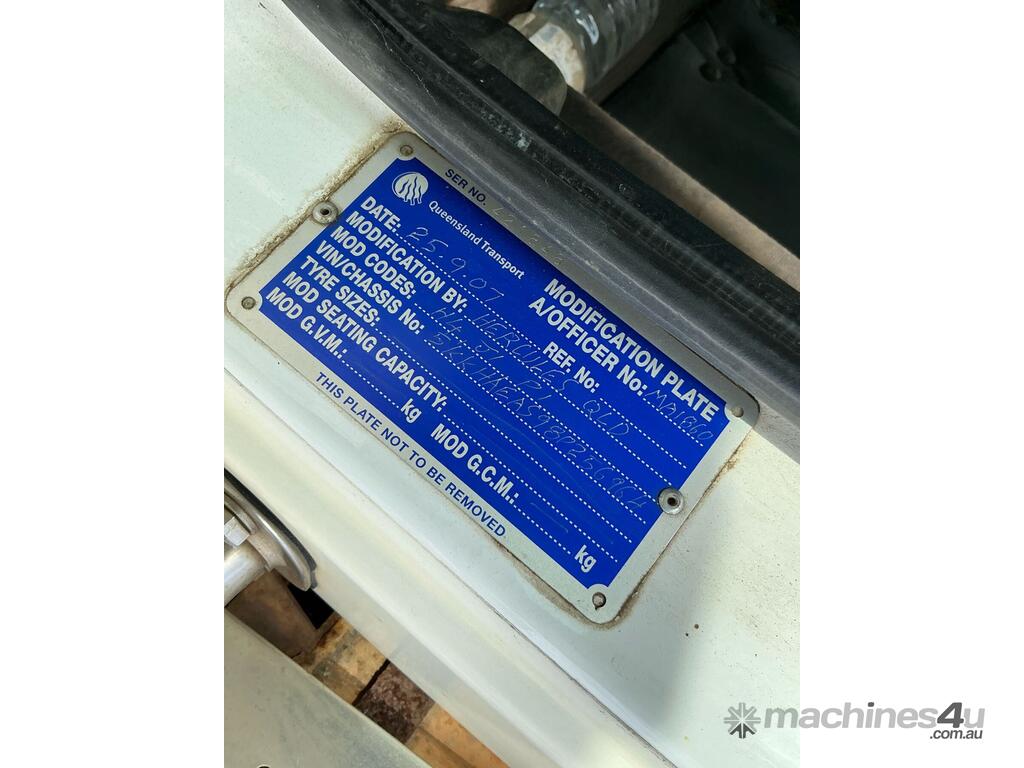 SER NO.
Queensland Transport
MODIFICATION PLATE
DATE: 25.9.07 A/OFFICER No: MA1360
MODIFICATION BY: HERCULES QLD
MOD CODES: REF. No:
VIN/CHASSIS No:
TYRE SIZES:
MOD SEATING CAPACITY:
MOD G.V.M.: kg MOD G.C.M.: kg
THIS PLATE NOT TO BE REMOVED
machines4u
.com.au